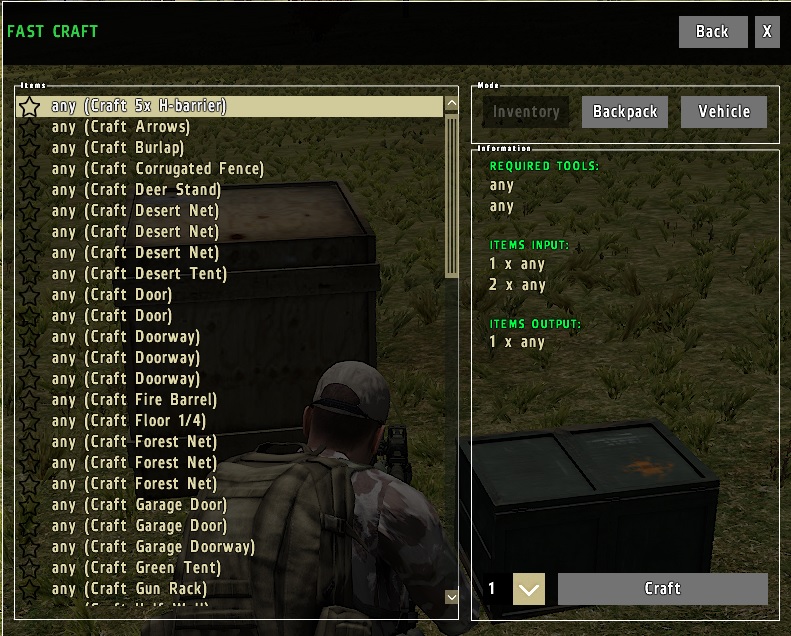 FAST CRAFT
Back
X
Items
any (Craft 5x H-barrier)
any (Craft Arrows)
any (Craft Burlap)
any (Craft Corrugated Fence)
any (Craft Deer Stand)
any (Craft Desert Net)
any (Craft Desert Net)
any (Craft Desert Net)
any (Craft Desert Tent)
any (Craft Door)
any (Craft Door)
any (Craft Doorway)
any (Craft Doorway)
any (Craft Doorway)
any (Craft Fire Barrel)
any (Craft Floor 1/4)
any (Craft Forest Net)
any (Craft Forest Net)
any (Craft Forest Net)
any (Craft Garage Door)
any (Craft Garage Door)
any (Craft Garage Doorway)
any (Craft Green Tent)
any (Craft Gun Rack)
Mode
Inventory
Backpack
Vehicle
Information
REQUIRED TOOLS:
any
any
ITEMS INPUT:
1 x any
2 x any
ITEMS OUTPUT:
1 x any
1
Craft